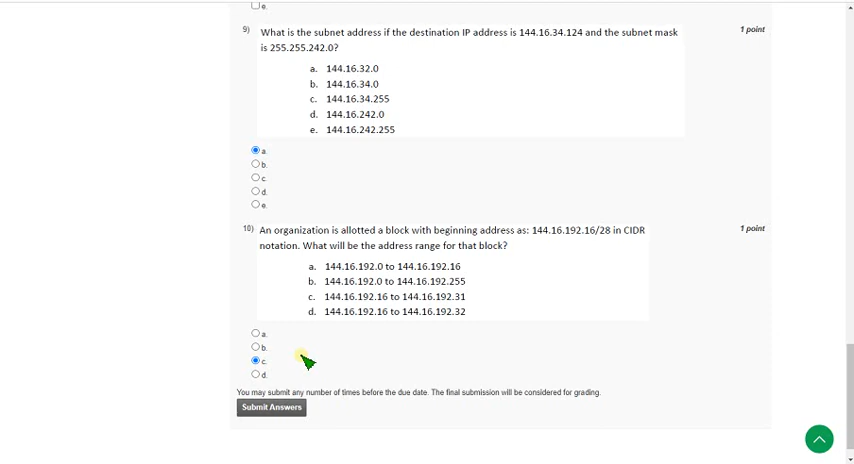 e.
9) What is the subnet address if the destination IP address is 144.16.34.124 and the subnet mask 1 point
is 255.255.242.0?
a. 144.16.32.0
b. 144.16.34.0
c. 144.16.34.255
d. 144.16.242.0
e. 144.16.242.255
a.
b.
c.
d.
e.
10) An organization is allotted a block with beginning address as: 144.16.192.16/28 in CIDR 1 point
notation. What will be the address range for that block?
a. 144.16.192.0 to 144.16.192.16
b. 144.16.192.0 to 144.16.192.255
c. 144.16.192.16 to 144.16.192.31
d. 144.16.192.16 to 144.16.192.32
a.
b.
c.
d.
You may submit any number of times before the due date. The final submission will be considered for grading.
Submit Answers